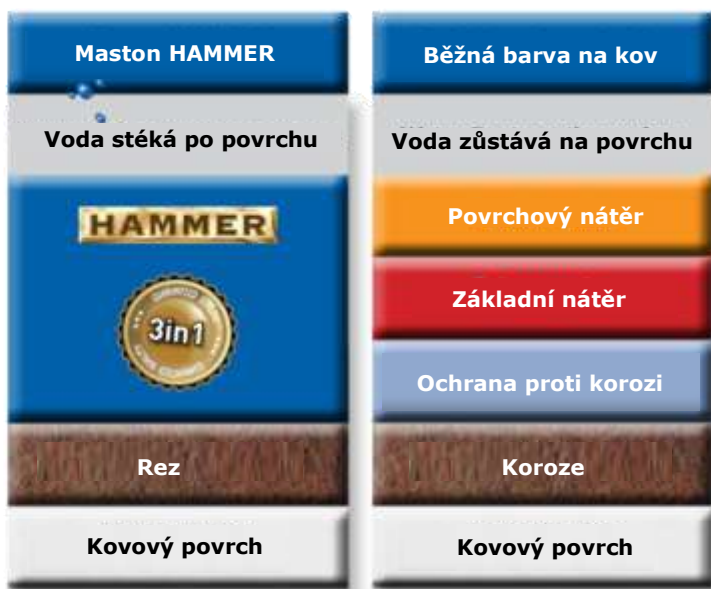 Maston HAMMER
Voda stéká po povrchu
HAMMER
3in1
Rez
Kovový povrch
Běžná barva na kov
Voda zůstává na povrchu
Povrchový nátěr
Základní nátěr
Ochrana proti korozi
Koroze
Kovový povrch